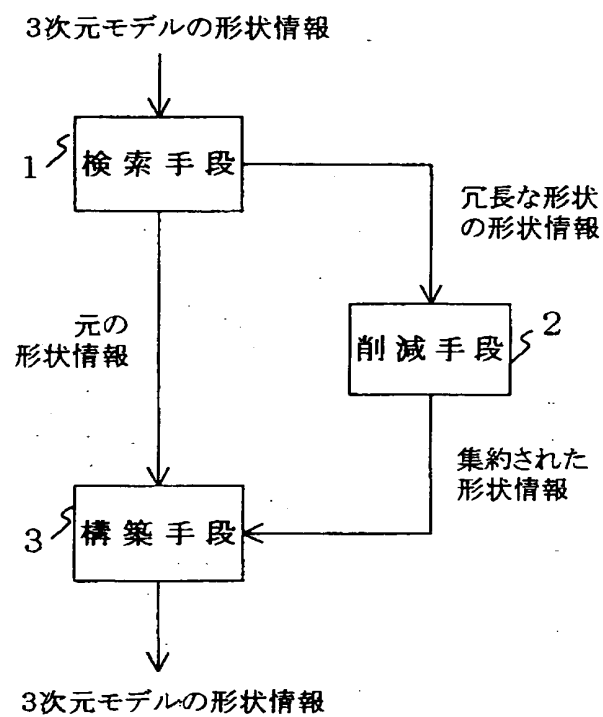 3次元モデルの形状情報
1
検索手段
冗長な形状
の形状情報
元の
形状情報
2
削減手段
集約された
形状情報
3
構築手段
3次元モデルの形状情報